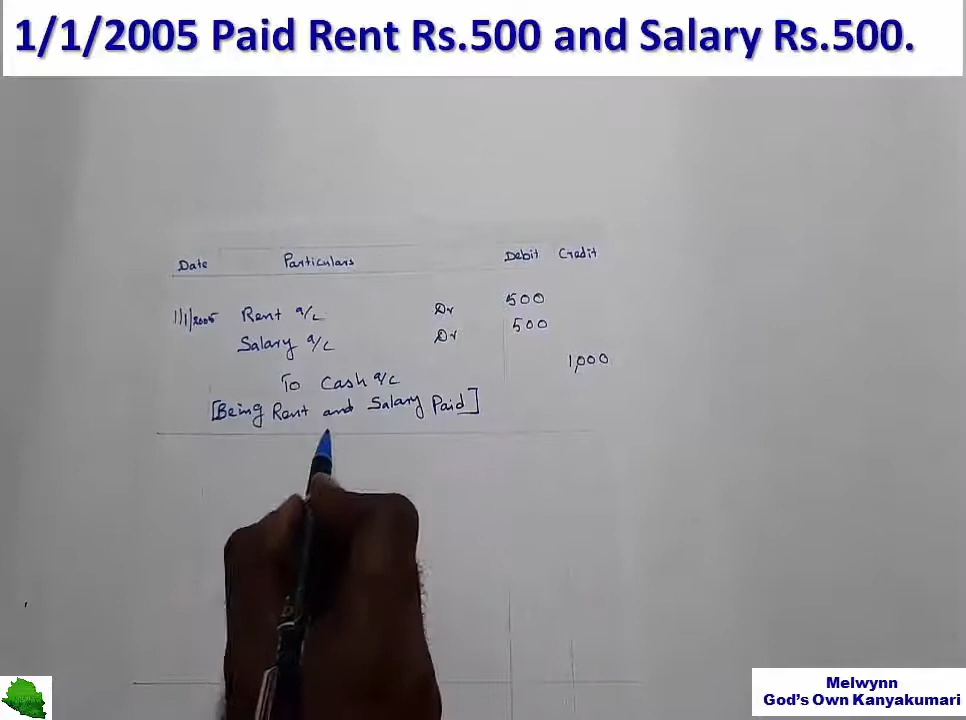 1/1/2005 Paid Rent Rs.500 and Salary Rs.500.
Date Particulars Debit Credit
1/1/2005 Rent a/c Dr 500
Salary a/c Dr 500
1,000
To Cash a/c
[Being Rent and Salary Paid]
Melwynn
God's Own Kanyakumari